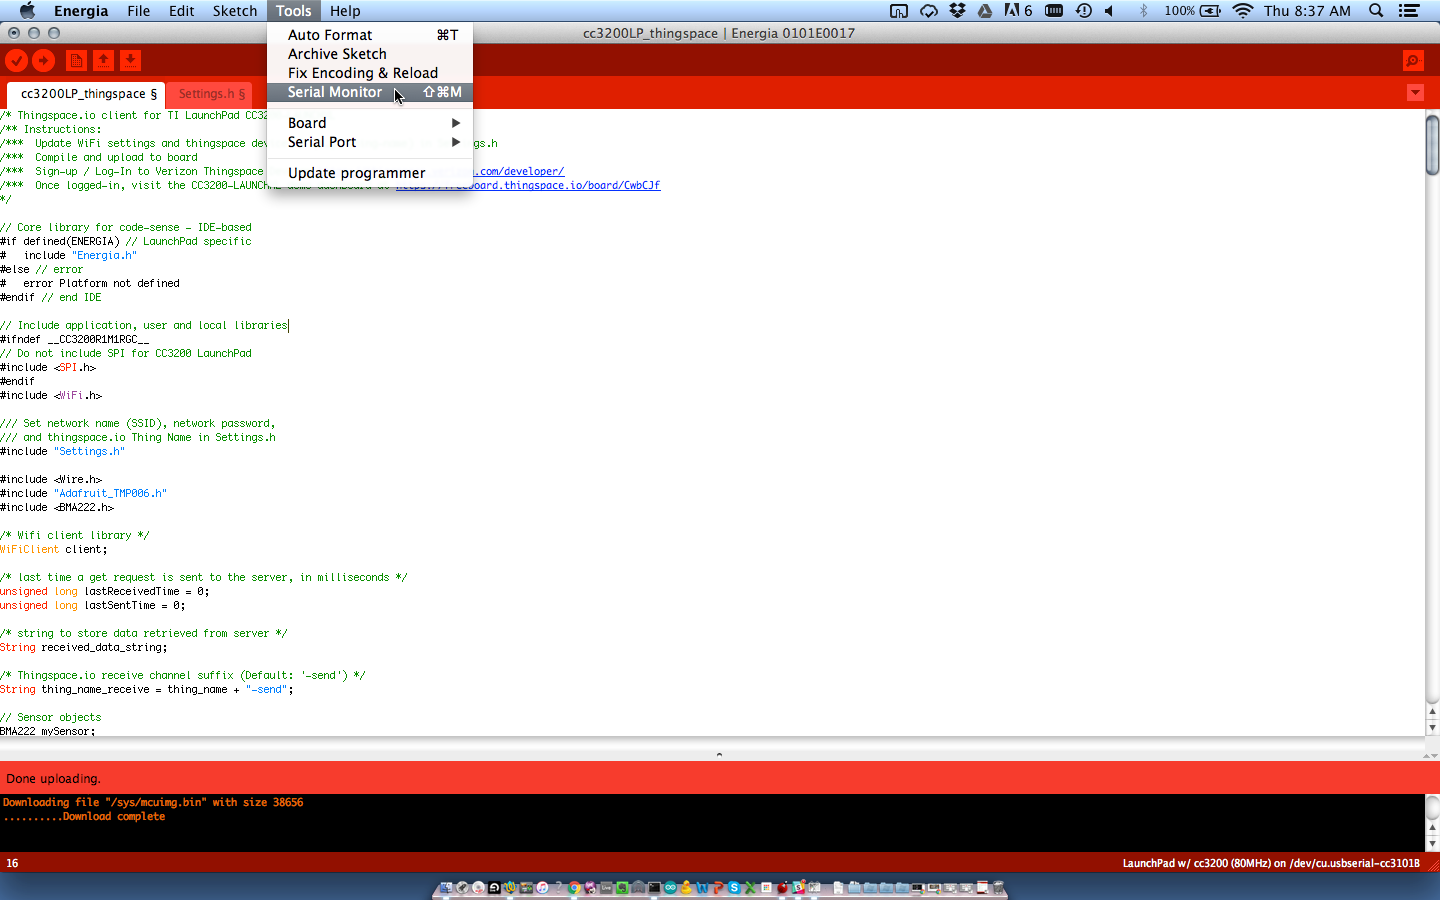 Energia File Edit Sketch Tools Help 6 100% Thu 8:37 AM
cc3200LP_thingspace | Energia 0101E0017
Auto Format ⌘T
Archive Sketch
Fix Encoding & Reload
Serial Monitor ⇧⌘M
Board
Serial Port
Update programmer
cc3200LP_thingspace § Settings.h §
/* Thingspace.io client for TI LaunchPad CC32
/** Instructions:
/*** Update WiFi settings and thingspace dev s.h
/*** Compile and upload to board
/*** Sign-up / Log-In to Verizon Thingspace .com/developer/
/*** Once logged-in, visit the CC3200-LAUNCHXL demo dashboard at https://freeboard.thingspace.io/board/CwbCJf
*/
// Core library for code-sense - IDE-based
#if defined(ENERGIA) // LaunchPad specific
# include "Energia.h"
#else // error
# error Platform not defined
#endif // end IDE
// Include application, user and local libraries
#ifndef __CC3200R1M1RGC__
// Do not include SPI for CC3200 LaunchPad
#include <SPI.h>
#endif
#include <WiFi.h>
/// Set network name (SSID), network password,
/// and thingspace.io Thing Name in Settings.h
#include "Settings.h"
#include <Wire.h>
#include "Adafruit_TMP006.h"
#include <BMA222.h>
/* Wifi client library */
WiFiClient client;
/* last time a get request is sent to the server, in milliseconds */
unsigned long lastReceivedTime = 0;
unsigned long lastSentTime = 0;
/* string to store data retrieved from server */
String received_data_string;
/* Thingspace.io receive channel suffix (Default: '-send') */
String thing_name_receive = thing_name + "-send";
// Sensor objects
BMA222 mySensor;
Done uploading.
Downloading file "/sys/mcuimg.bin" with size 38656
..........Download complete
16 LaunchPad w/ cc3200 (80MHz) on /dev/cu.usbserial-cc3101B